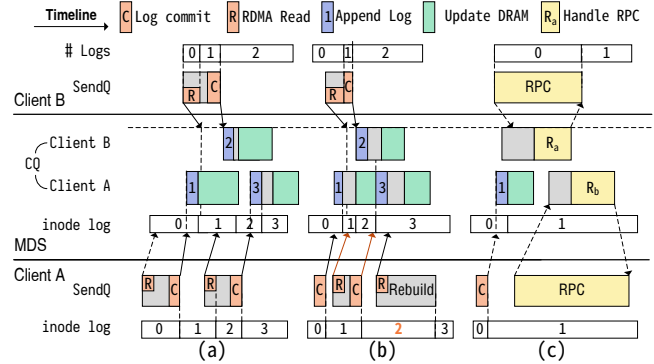 Timeline C Log commit R RDMA Read 1 Append Log Update DRAM Ra Handle RPC
# Logs 0 1 2 0 1 2 0 1
SendQ R C R C RPC
Client B
Client B 2 2 Ra
CQ
Client A 1 3 1 3 1 Rb
inode log 0 1 2 3 0 1 2 3 0 1
MDS
Client A
SendQ R C R C C R C R Rebuild C RPC
inode log 0 1 2 3 0 1 2 3 0 1
(a) (b) (c)